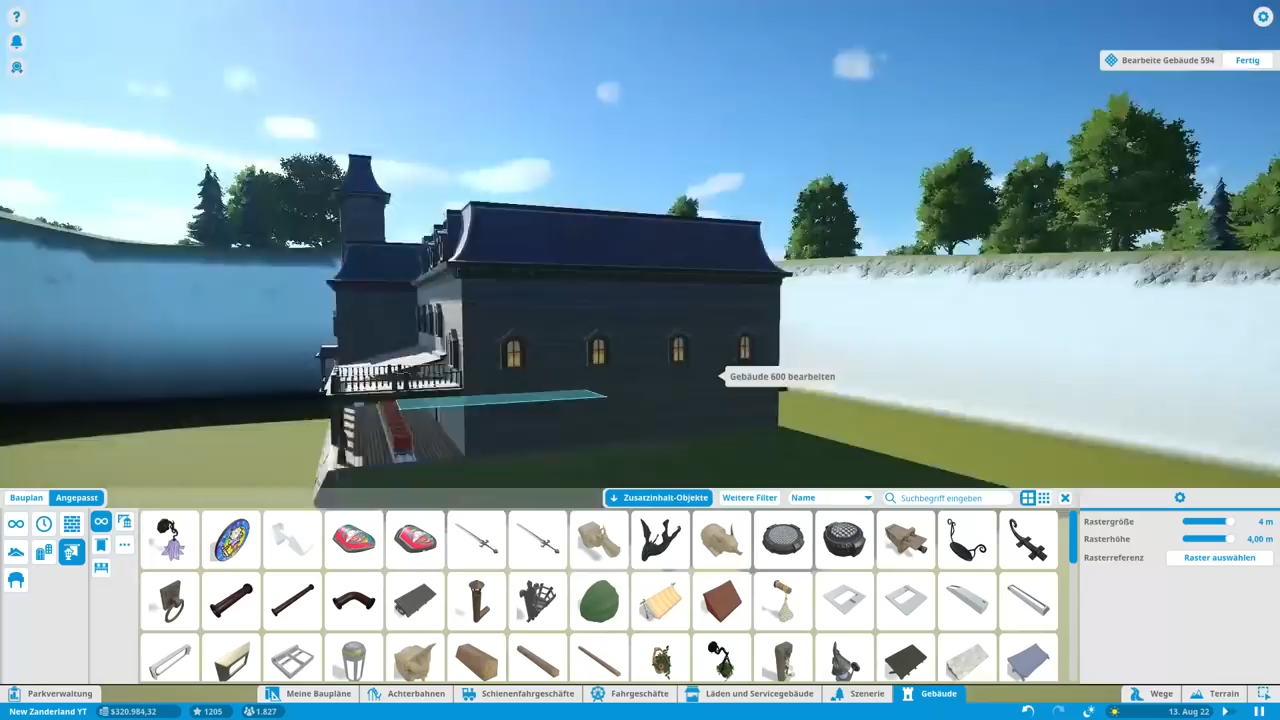 ?
Bearbeite Gebäude 594 Fertig
Gebäude 600 bearbeiten
Bauplan Angepasst Zusatzinhalt-Objekte Weitere Filter Name Suchbegriff eingeben
Rastergröße 4 m
Rasterhöhe 4,00 m
Rasterreferenz Raster auswählen
Parkverwaltung Meine Baupläne Achterbahnen Schienenfahrgeschäfte Fahrgeschäfte Läden und Servicegebäude Szenerie Gebäude Wege Terrain
New Zanderland YT $320.984,32 1205 1.827 13. Aug 22